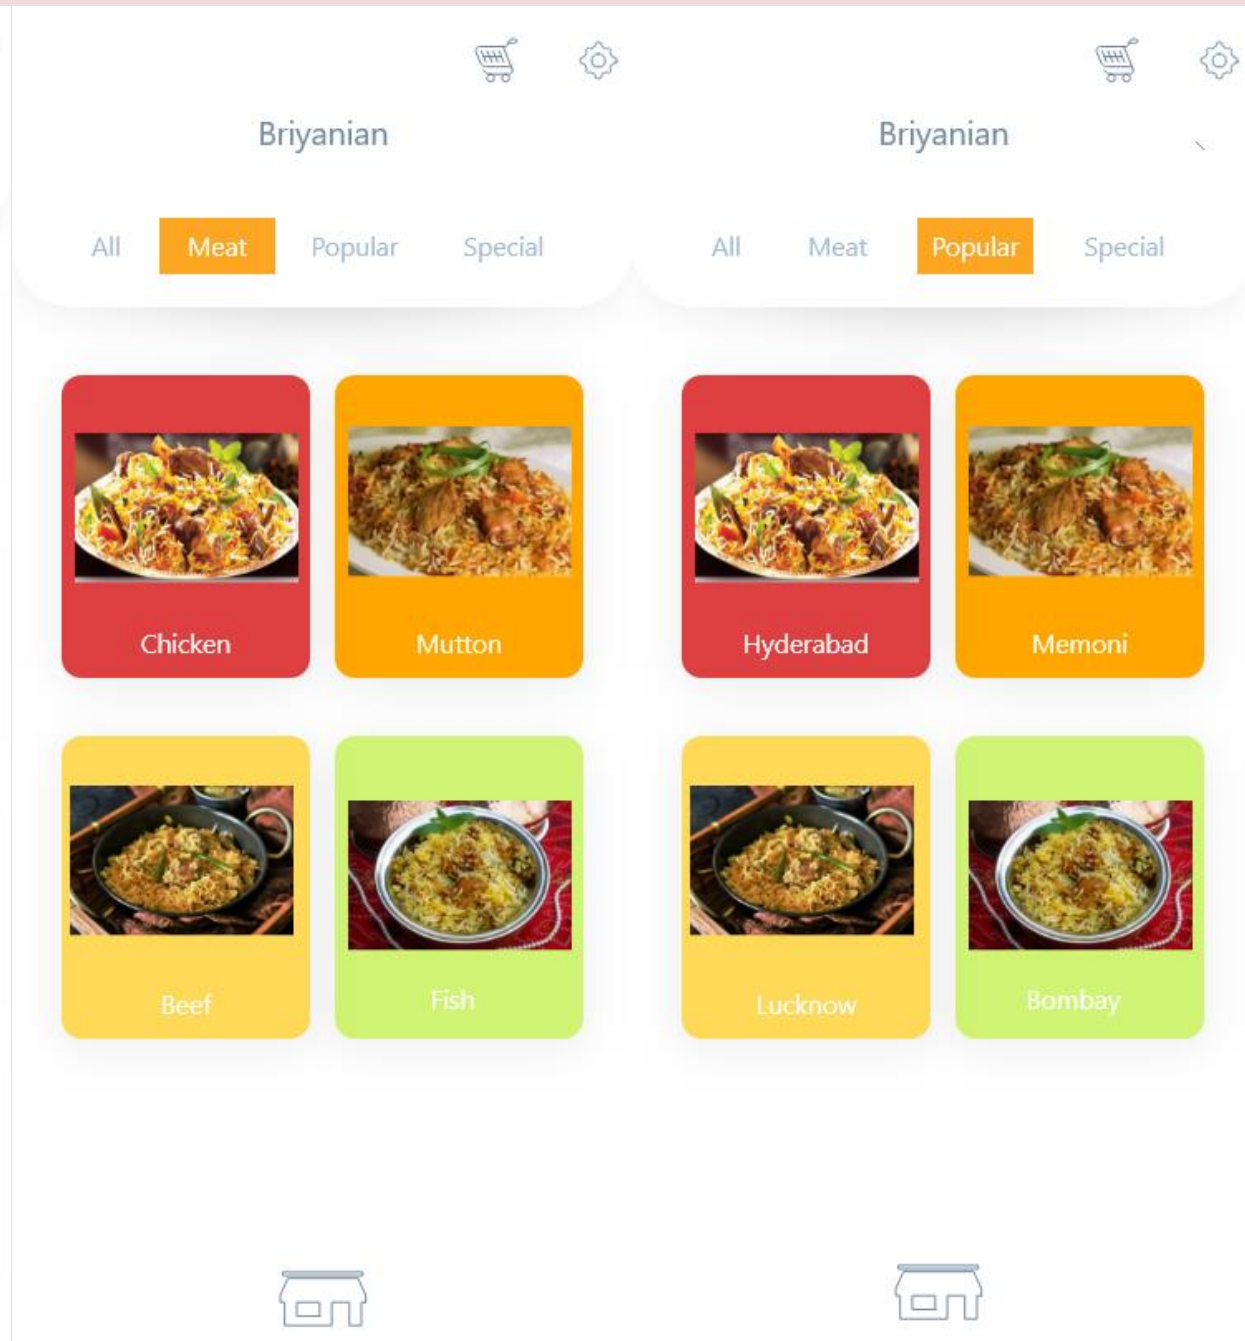 Briyanian
All Meat Popular Special
Chicken Mutton
Beef Fish
Briyanian
All Meat Popular Special
Hyderabad Memoni
Lucknow Bombay